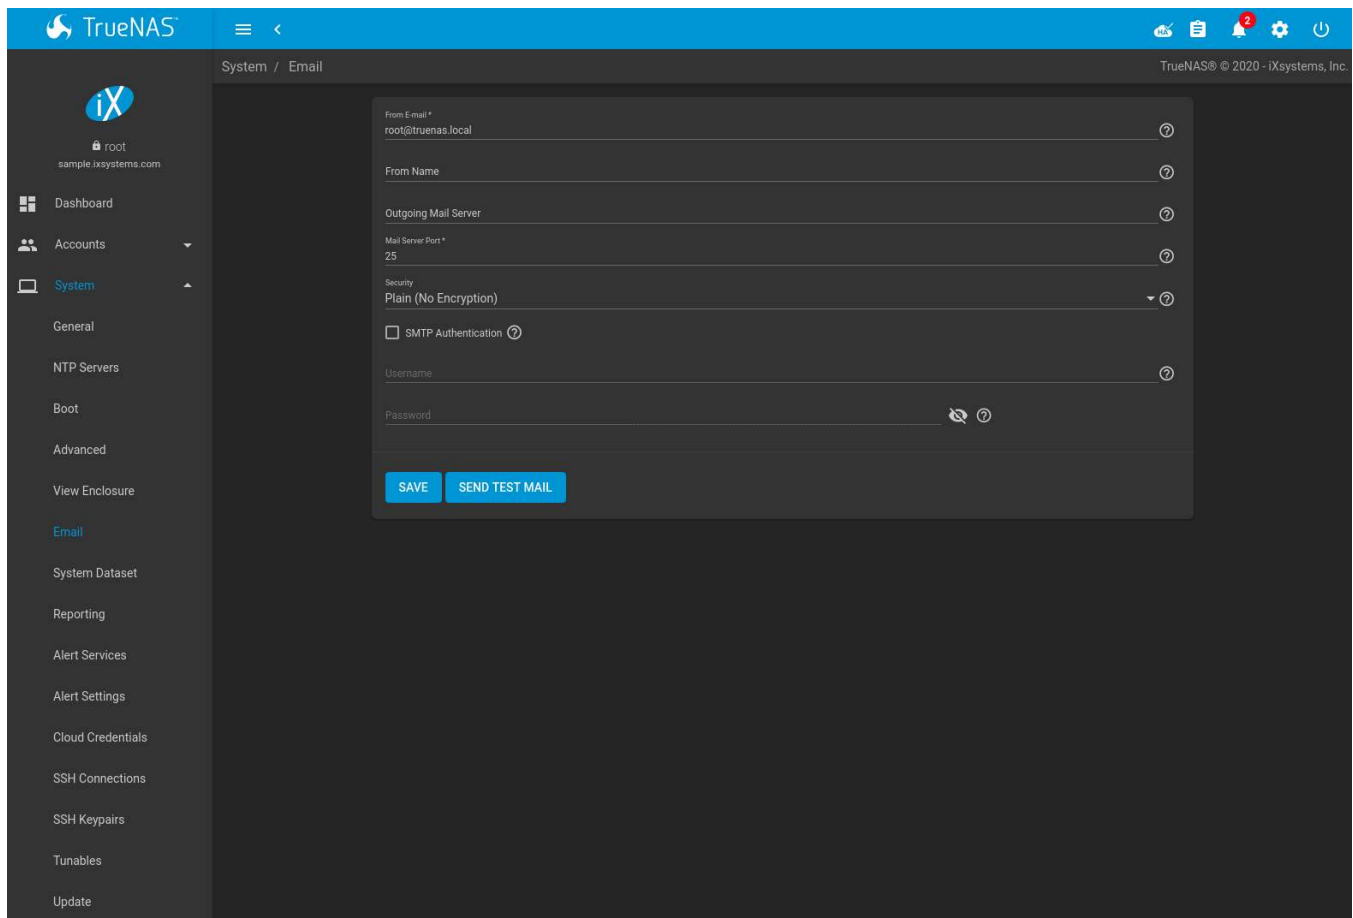 TrueNAS™
2
System / Email
TrueNAS® © 2020 - iXsystems, Inc.
iX
root
sample.ixsystems.com
Dashboard
Accounts
System
General
NTP Servers
Boot
Advanced
View Enclosure
Email
System Dataset
Reporting
Alert Services
Alert Settings
Cloud Credentials
SSH Connections
SSH Keypairs
Tunables
Update
From E-mail *
root@truenas.local
From Name
Outgoing Mail Server
Mail Server Port *
25
Security
Plain (No Encryption)
SMTP Authentication
Username
Password
SAVE
SEND TEST MAIL